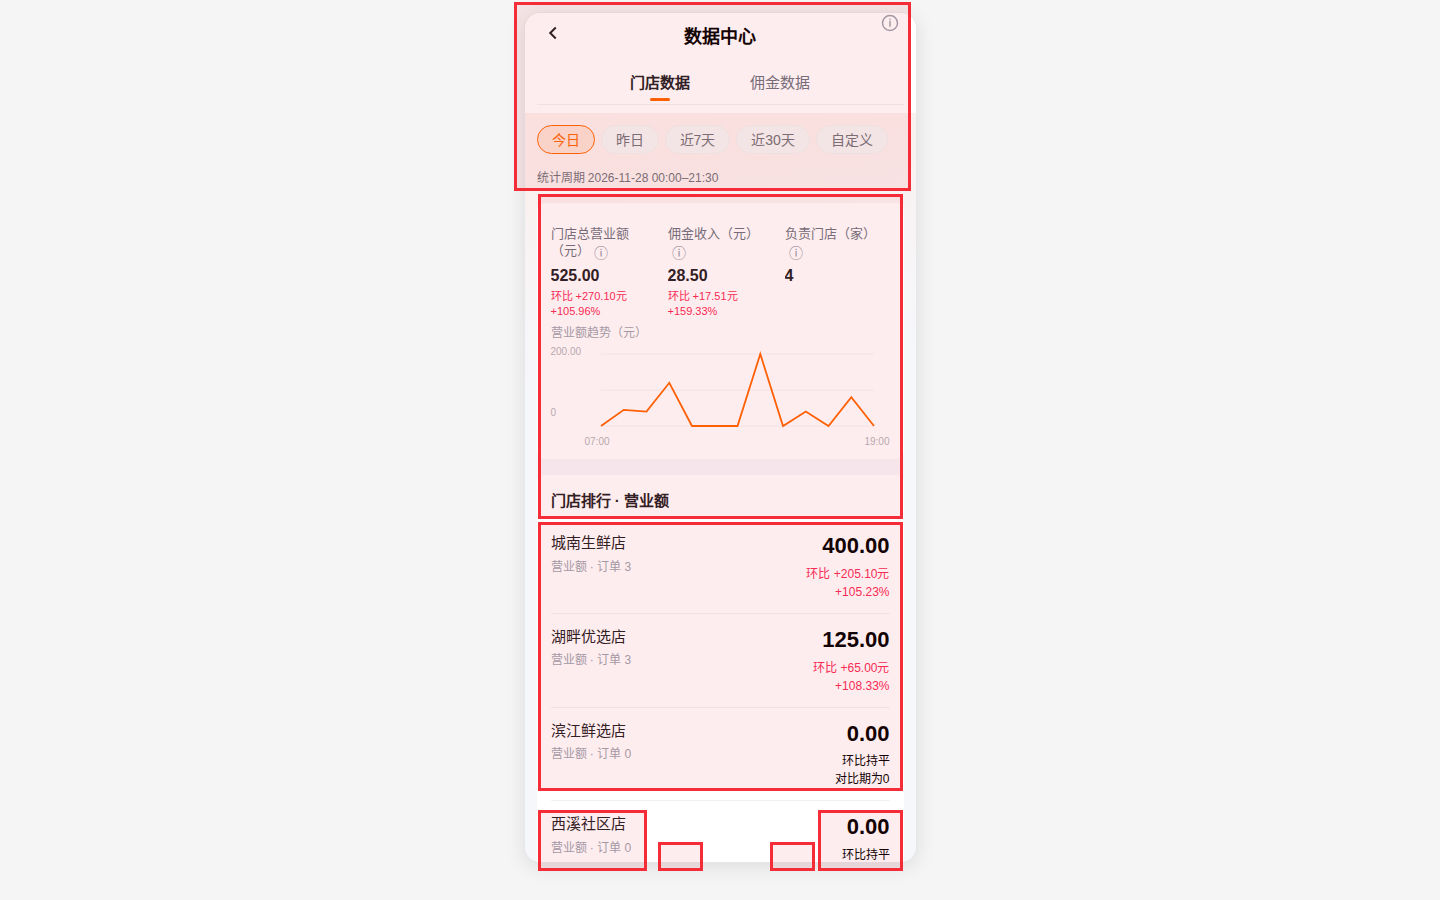 数据中心
门店数据 佣金数据
今日 昨日 近7天 近30天 自定义
统计周期 2026-11-28 00:00–21:30
门店总营业额（元） 佣金收入（元） 负责门店（家）
525.00 28.50 4
环比 +270.10元 环比 +17.51元
+105.96% +159.33%
营业额趋势（元）
200.00
0
07:00 19:00
门店排行 · 营业额
城南生鲜店 400.00
营业额 · 订单 3 环比 +205.10元
+105.23%
湖畔优选店 125.00
营业额 · 订单 3 环比 +65.00元
+108.33%
滨江鲜选店 0.00
营业额 · 订单 0 环比持平
对比期为0
西溪社区店 0.00
营业额 · 订单 0 环比持平